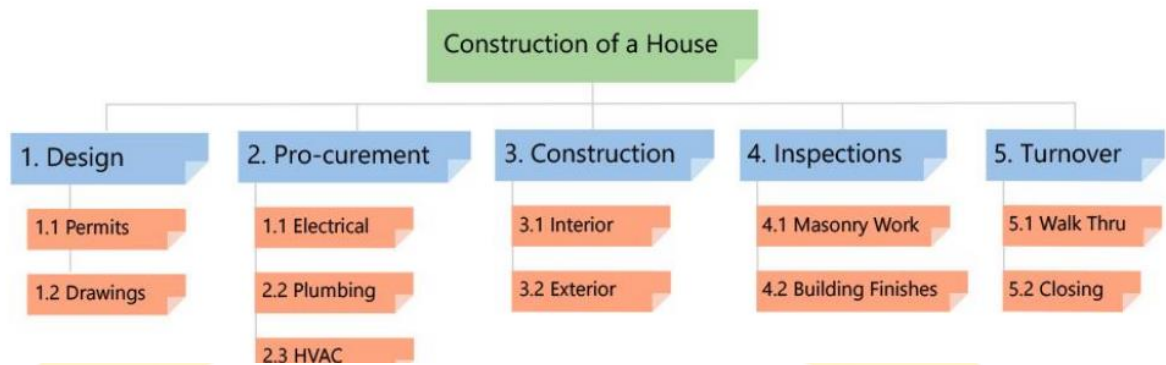 Construction of a House
1. Design
1.1 Permits
1.2 Drawings
2. Pro-curement
1.1 Electrical
2.2 Plumbing
2.3 HVAC
3. Construction
3.1 Interior
3.2 Exterior
4. Inspections
4.1 Masonry Work
4.2 Building Finishes
5. Turnover
5.1 Walk Thru
5.2 Closing